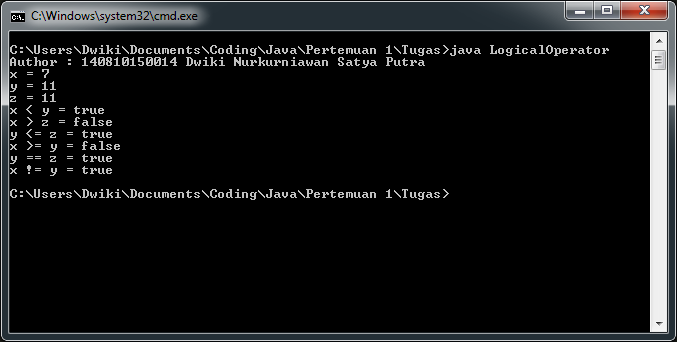 C:\Windows\system32\cmd.exe
C:\Users\Dwiki\Documents\Coding\Java\Pertemuan 1\Tugas>java LogicalOperator
Author : 140810150014 Dwiki Nurkurniawan Satya Putra
x = 7
y = 11
z = 11
x < y = true
x > z = false
y <= z = true
x >= y = false
y == z = true
x != y = true
C:\Users\Dwiki\Documents\Coding\Java\Pertemuan 1\Tugas>